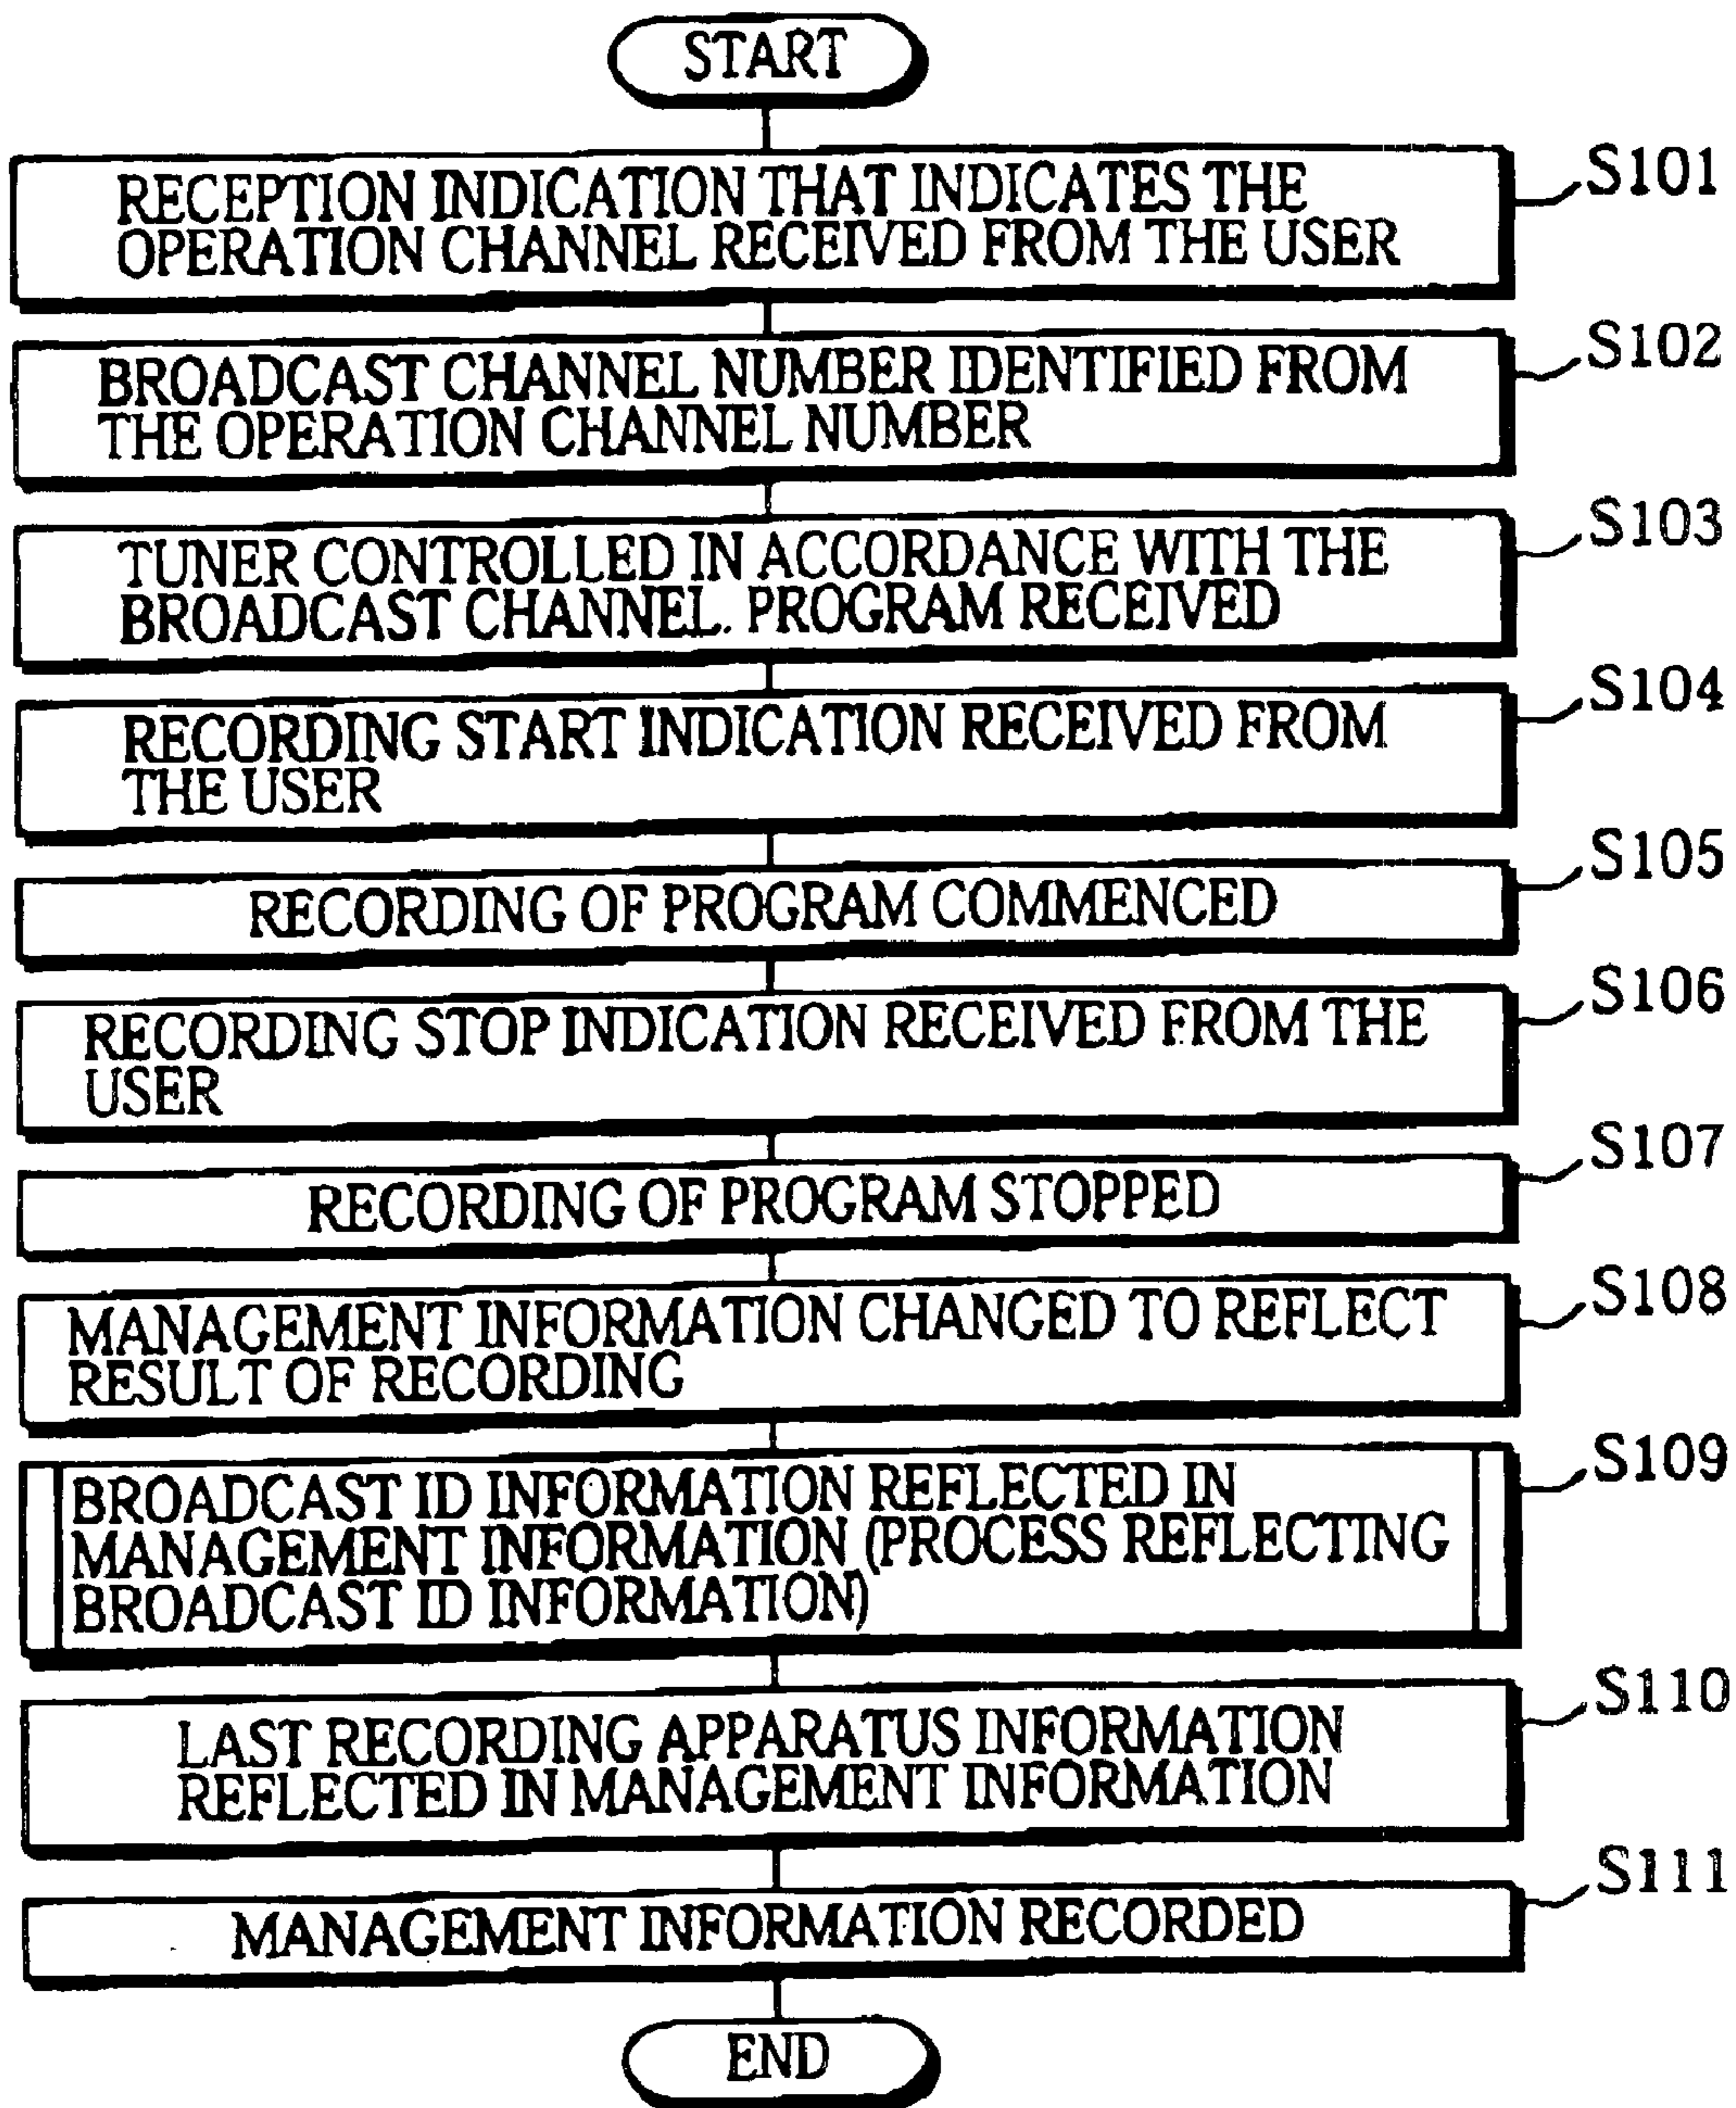 START
S101
RECEPTION INDICATION THAT INDICATES THE
OPERATION CHANNEL RECEIVED FROM THE USER
S102
BROADCAST CHANNEL NUMBER IDENTIFIED FROM
THE OPERATION CHANNEL NUMBER
S103
TUNER CONTROLLED IN ACCORDANCE WITH THE
BROADCAST CHANNEL. PROGRAM RECEIVED
S104
RECORDING START INDICATION RECEIVED FROM
THE USER
S105
RECORDING OF PROGRAM COMMENCED
S106
RECORDING STOP INDICATION RECEIVED FROM THE
USER
S107
RECORDING OF PROGRAM STOPPED
S108
MANAGEMENT INFORMATION CHANGED TO REFLECT
RESULT OF RECORDING
S109
BROADCAST ID INFORMATION REFLECTED IN
MANAGEMENT INFORMATION (PROCESS REFLECTING
BROADCAST ID INFORMATION)
S110
LAST RECORDING APPARATUS INFORMATION
REFLECTED IN MANAGEMENT INFORMATION
S111
MANAGEMENT INFORMATION RECORDED
END